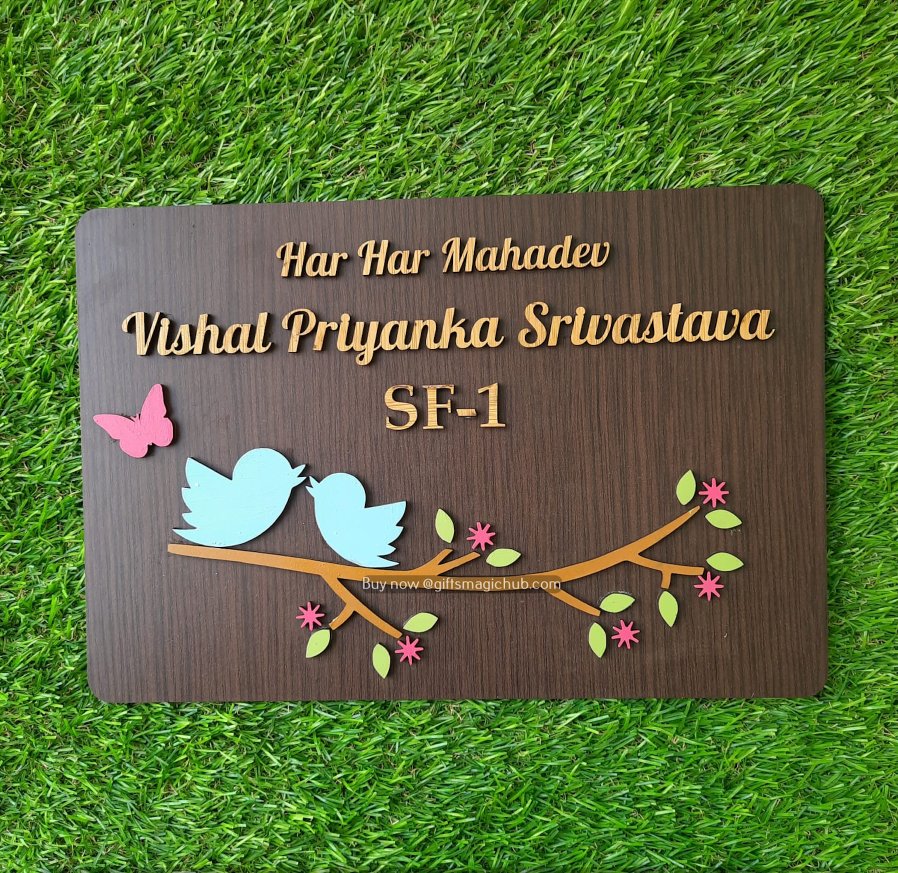 Har Har Mahadev
Vishal Priyanka Srivastava
SF-1
Buy now @giftsmagichub.com